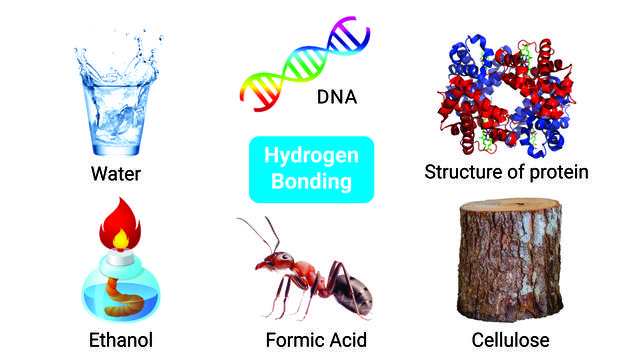 DNA
Water
Hydrogen
Bonding
Structure of protein
Ethanol
Formic Acid
Cellulose